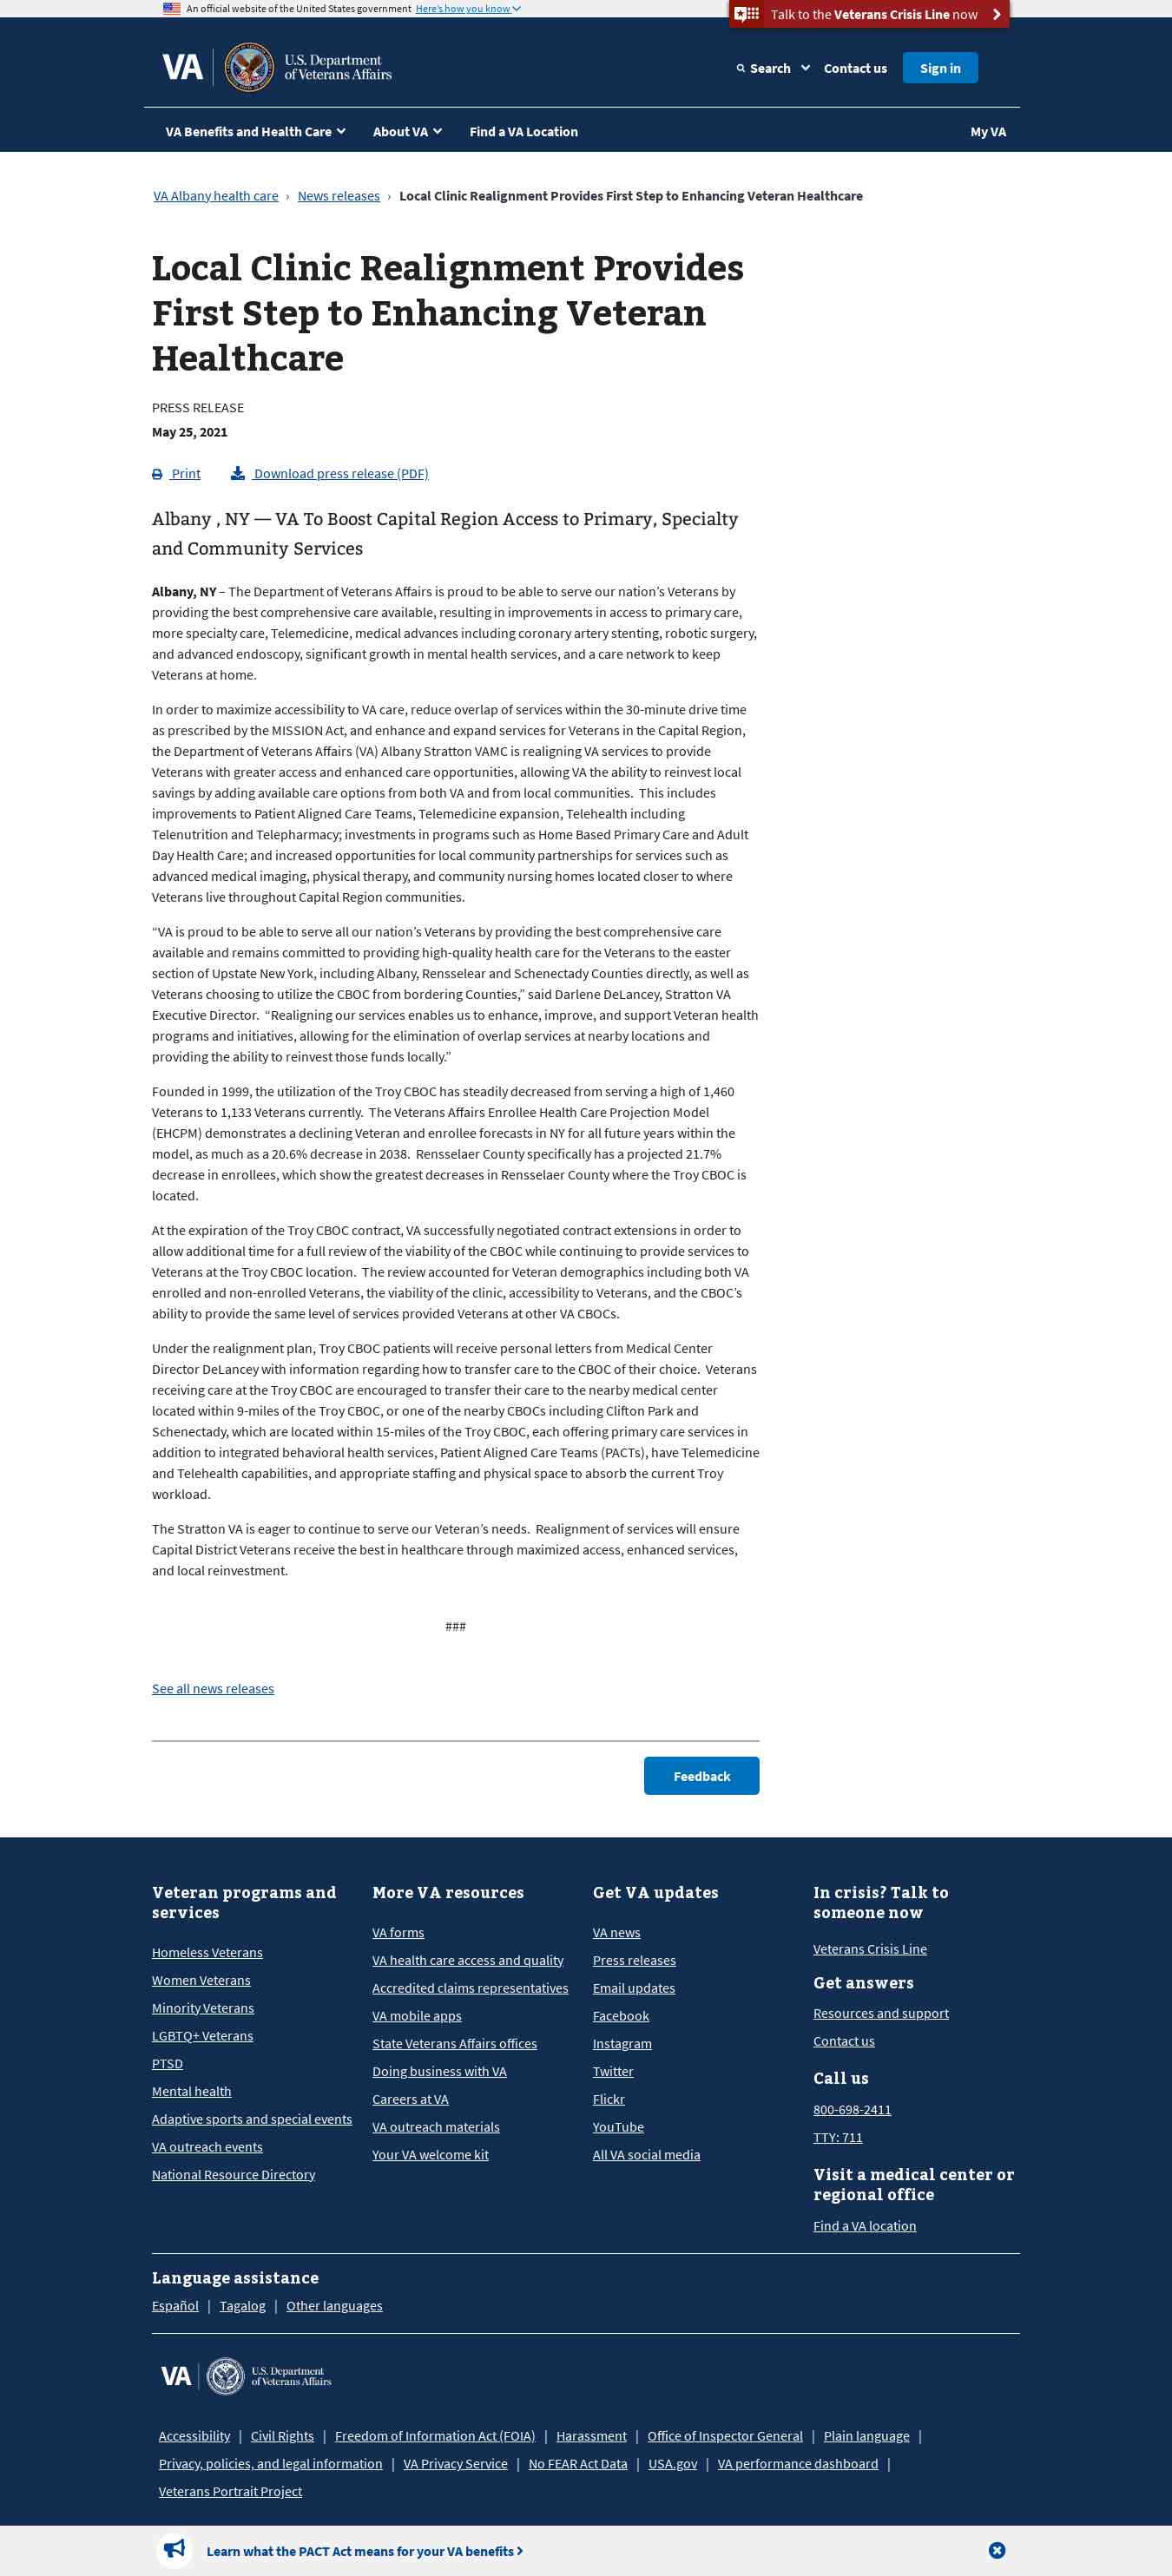 An official website of the United States government Here's how you know
Talk to the Veterans Crisis Line now
VA U.S. Department
of Veterans Affairs
Search Contact us Sign in
VA Benefits and Health Care About VA Find a VA Location My VA
VA Albany health care › News releases › Local Clinic Realignment Provides First Step to Enhancing Veteran Healthcare
Local Clinic Realignment Provides
First Step to Enhancing Veteran
Healthcare
PRESS RELEASE
May 25, 2021
Print Download press release (PDF)
Albany , NY — VA To Boost Capital Region Access to Primary, Specialty
and Community Services
Albany, NY – The Department of Veterans Affairs is proud to be able to serve our nation’s Veterans by
providing the best comprehensive care available, resulting in improvements in access to primary care,
more specialty care, Telemedicine, medical advances including coronary artery stenting, robotic surgery,
and advanced endoscopy, significant growth in mental health services, and a care network to keep
Veterans at home.
In order to maximize accessibility to VA care, reduce overlap of services within the 30-minute drive time
as prescribed by the MISSION Act, and enhance and expand services for Veterans in the Capital Region,
the Department of Veterans Affairs (VA) Albany Stratton VAMC is realigning VA services to provide
Veterans with greater access and enhanced care opportunities, allowing VA the ability to reinvest local
savings by adding available care options from both VA and from local communities. This includes
improvements to Patient Aligned Care Teams, Telemedicine expansion, Telehealth including
Telenutrition and Telepharmacy; investments in programs such as Home Based Primary Care and Adult
Day Health Care; and increased opportunities for local community partnerships for services such as
advanced medical imaging, physical therapy, and community nursing homes located closer to where
Veterans live throughout Capital Region communities.
“VA is proud to be able to serve all our nation’s Veterans by providing the best comprehensive care
available and remains committed to providing high-quality health care for the Veterans to the easter
section of Upstate New York, including Albany, Rensselear and Schenectady Counties directly, as well as
Veterans choosing to utilize the CBOC from bordering Counties,” said Darlene DeLancey, Stratton VA
Executive Director. “Realigning our services enables us to enhance, improve, and support Veteran health
programs and initiatives, allowing for the elimination of overlap services at nearby locations and
providing the ability to reinvest those funds locally.”
Founded in 1999, the utilization of the Troy CBOC has steadily decreased from serving a high of 1,460
Veterans to 1,133 Veterans currently. The Veterans Affairs Enrollee Health Care Projection Model
(EHCPM) demonstrates a declining Veteran and enrollee forecasts in NY for all future years within the
model, as much as a 20.6% decrease in 2038. Rensselaer County specifically has a projected 21.7%
decrease in enrollees, which show the greatest decreases in Rensselaer County where the Troy CBOC is
located.
At the expiration of the Troy CBOC contract, VA successfully negotiated contract extensions in order to
allow additional time for a full review of the viability of the CBOC while continuing to provide services to
Veterans at the Troy CBOC location. The review accounted for Veteran demographics including both VA
enrolled and non-enrolled Veterans, the viability of the clinic, accessibility to Veterans, and the CBOC’s
ability to provide the same level of services provided Veterans at other VA CBOCs.
Under the realignment plan, Troy CBOC patients will receive personal letters from Medical Center
Director DeLancey with information regarding how to transfer care to the CBOC of their choice. Veterans
receiving care at the Troy CBOC are encouraged to transfer their care to the nearby medical center
located within 9-miles of the Troy CBOC, or one of the nearby CBOCs including Clifton Park and
Schenectady, which are located within 15-miles of the Troy CBOC, each offering primary care services in
addition to integrated behavioral health services, Patient Aligned Care Teams (PACTs), have Telemedicine
and Telehealth capabilities, and appropriate staffing and physical space to absorb the current Troy
workload.
The Stratton VA is eager to continue to serve our Veteran’s needs. Realignment of services will ensure
Capital District Veterans receive the best in healthcare through maximized access, enhanced services,
and local reinvestment.
###
See all news releases
Feedback
Veteran programs and
services
Homeless Veterans
Women Veterans
Minority Veterans
LGBTQ+ Veterans
PTSD
Mental health
Adaptive sports and special events
VA outreach events
National Resource Directory
More VA resources
VA forms
VA health care access and quality
Accredited claims representatives
VA mobile apps
State Veterans Affairs offices
Doing business with VA
Careers at VA
VA outreach materials
Your VA welcome kit
Get VA updates
VA news
Press releases
Email updates
Facebook
Instagram
Twitter
Flickr
YouTube
All VA social media
In crisis? Talk to
someone now
Veterans Crisis Line
Get answers
Resources and support
Contact us
Call us
800-698-2411
TTY: 711
Visit a medical center or
regional office
Find a VA location
Language assistance
Español | Tagalog | Other languages
VA U.S. Department
of Veterans Affairs
Accessibility | Civil Rights | Freedom of Information Act (FOIA) | Harassment | Office of Inspector General | Plain language |
Privacy, policies, and legal information | VA Privacy Service | No FEAR Act Data | USA.gov | VA performance dashboard |
Veterans Portrait Project
Learn what the PACT Act means for your VA benefits